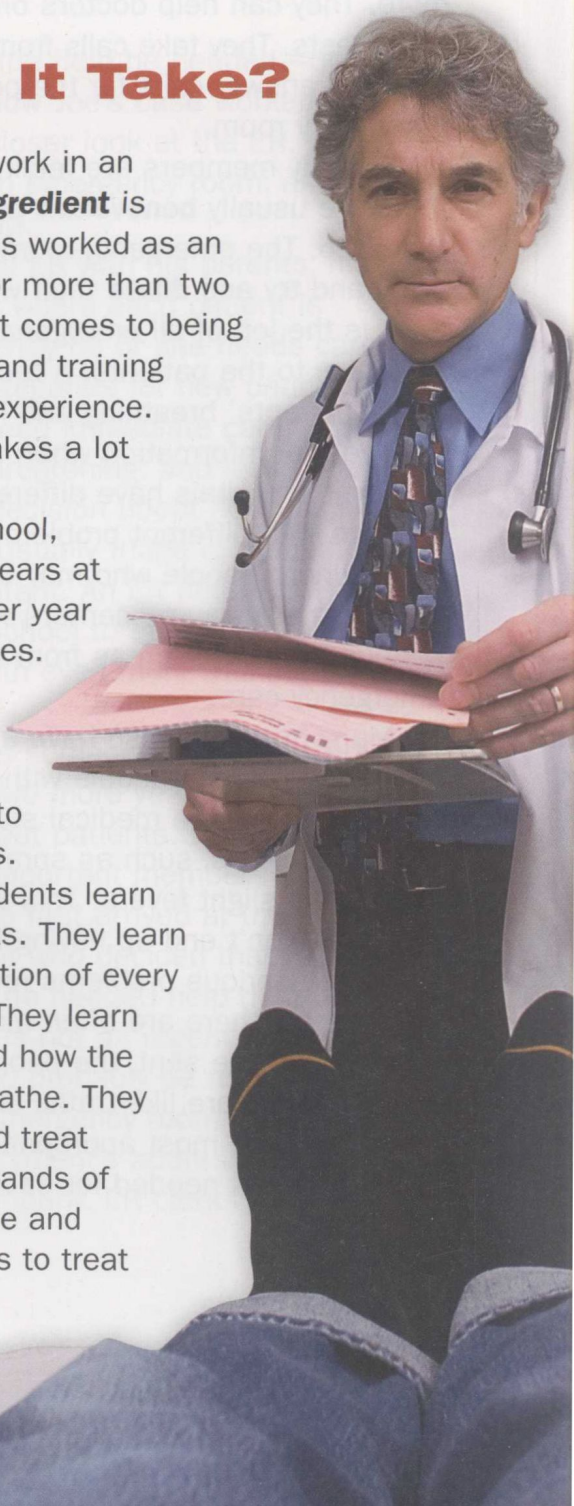 It Take?
work in an
gredient is
s worked as an
or more than two
t comes to being
and training
experience.
akes a lot
hool,
ears at
er year
es.
to
s.
dents learn
s. They learn
tion of every
They learn
d how the
athe. They
d treat
ands of
e and
s to treat